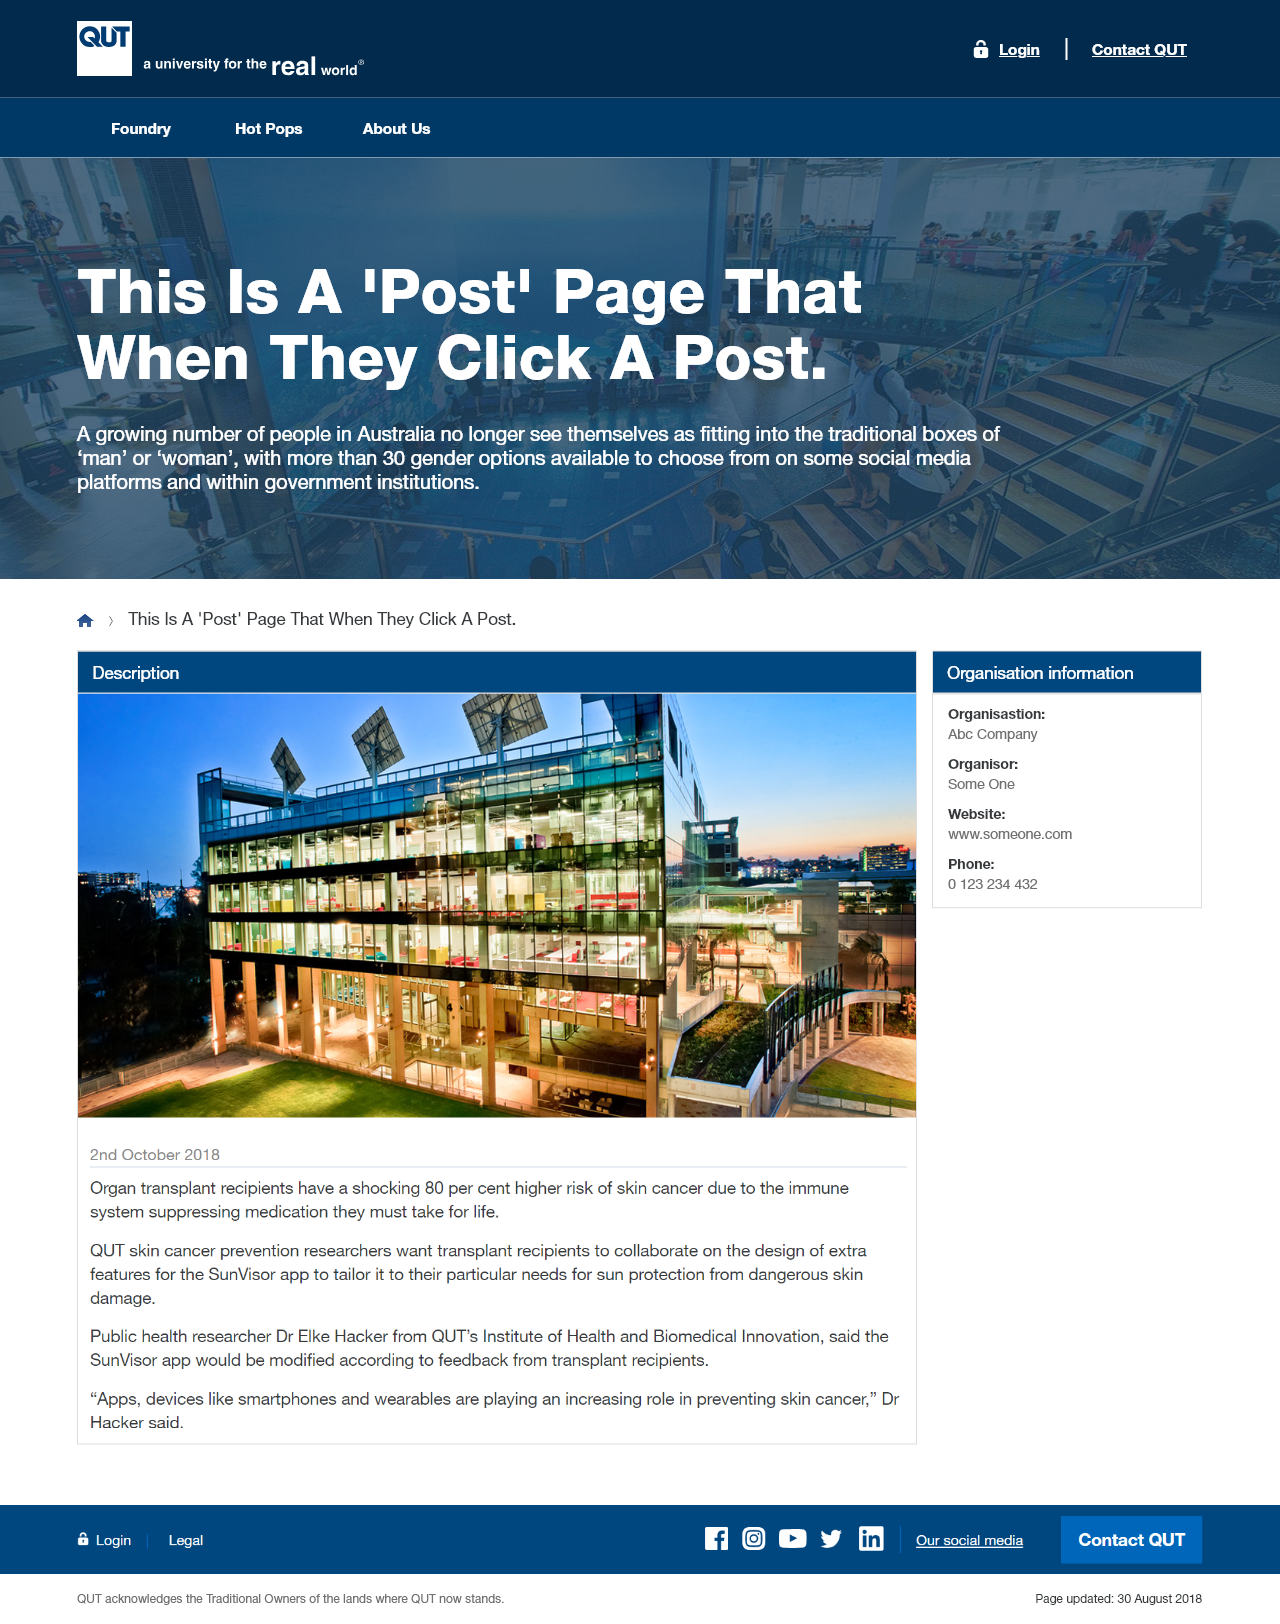 QUT
a university for the real world®
Login
Contact QUT
Foundry
Hot Pops
About Us
This Is A 'Post' Page That
When They Click A Post.
A growing number of people in Australia no longer see themselves as fitting into the traditional boxes of
‘man’ or ‘woman’, with more than 30 gender options available to choose from on some social media
platforms and within government institutions.
This Is A 'Post' Page That When They Click A Post.
Description
2nd October 2018
Organ transplant recipients have a shocking 80 per cent higher risk of skin cancer due to the immune
system suppressing medication they must take for life.
QUT skin cancer prevention researchers want transplant recipients to collaborate on the design of extra
features for the SunVisor app to tailor it to their particular needs for sun protection from dangerous skin
damage.
Public health researcher Dr Elke Hacker from QUT’s Institute of Health and Biomedical Innovation, said the
SunVisor app would be modified according to feedback from transplant recipients.
“Apps, devices like smartphones and wearables are playing an increasing role in preventing skin cancer,” Dr
Hacker said.
Organisation information
Organisastion:
Abc Company
Organisor:
Some One
Website:
www.someone.com
Phone:
0 123 234 432
Login
Legal
Our social media
Contact QUT
QUT acknowledges the Traditional Owners of the lands where QUT now stands.
Page updated: 30 August 2018